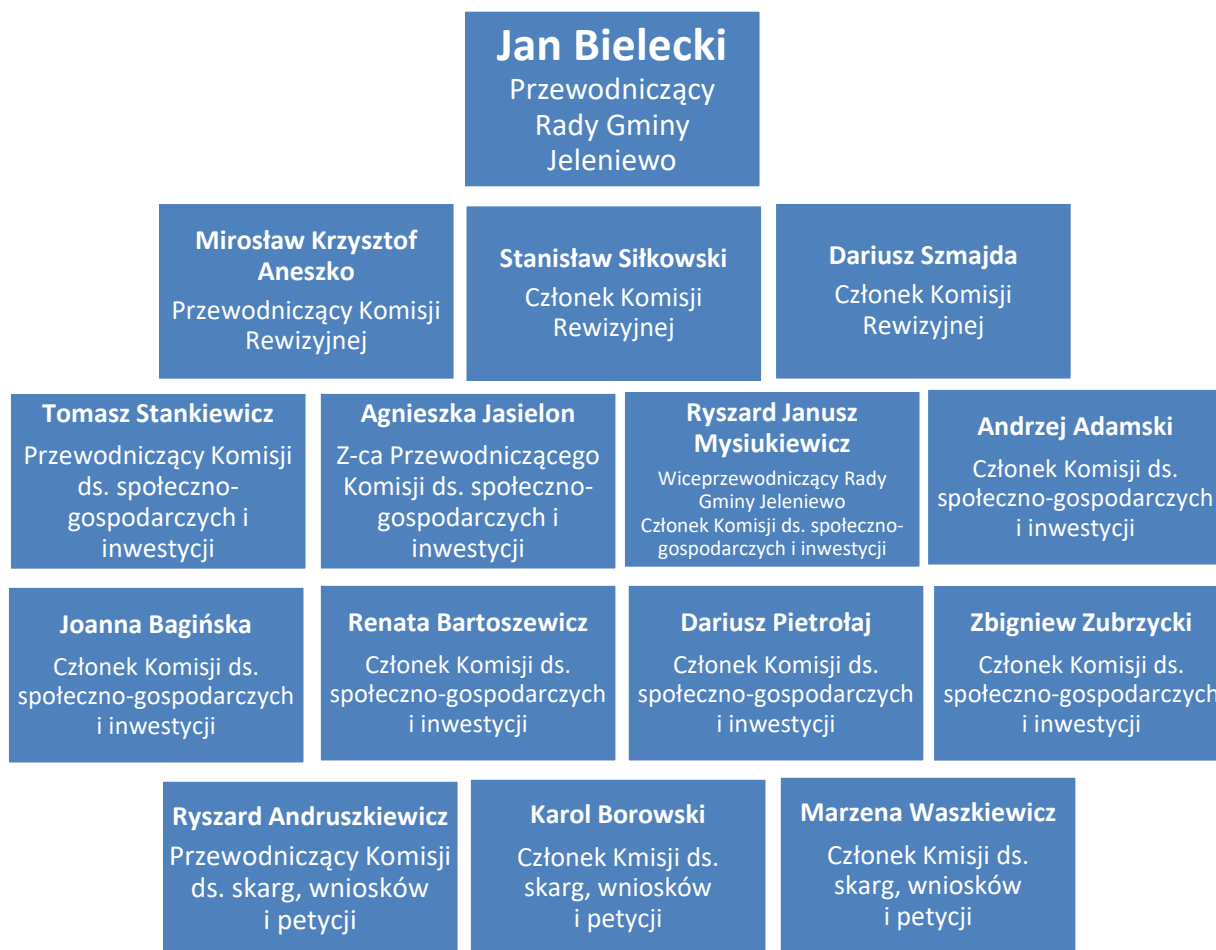 Jan Bielecki
Przewodniczący
Rady Gminy
Jeleniewo
Mirosław Krzysztof
Aneszko
Przewodniczący Komisji
Rewizyjnej
Stanisław Siłkowski
Członek Komisji
Rewizyjnej
Dariusz Szmajda
Członek Komisji
Rewizyjnej
Tomasz Stankiewicz
Przewodniczący Komisji
ds. społeczno-
gospodarczych i
inwestycji
Agnieszka Jasielon
Z-ca Przewodniczącego
Komisji ds. społeczno-
gospodarczych i
inwestycji
Ryszard Janusz
Mysiukiewicz
Wiceprzewodniczący Rady
Gminy Jeleniewo
Członek Komisji ds. społeczno-
gospodarczych i inwestycji
Andrzej Adamski
Członek Komisji ds.
społeczno-gospodarczych
i inwestycji
Joanna Bagińska
Członek Komisji ds.
społeczno-gospodarczych
i inwestycji
Renata Bartoszewicz
Członek Komisji ds.
społeczno-gospodarczych
i inwestycji
Dariusz Pietrołaj
Członek Komisji ds.
społeczno-gospodarczych
i inwestycji
Zbigniew Zubrzycki
Członek Komisji ds.
społeczno-gospodarczych
i inwestycji
Ryszard Andruszkiewicz
Przewodniczący Komisji
ds. skarg, wniosków
i petycji
Karol Borowski
Członek Kmisji ds.
skarg, wniosków
i petycji
Marzena Waszkiewicz
Członek Kmisji ds.
skarg, wniosków
i petycji